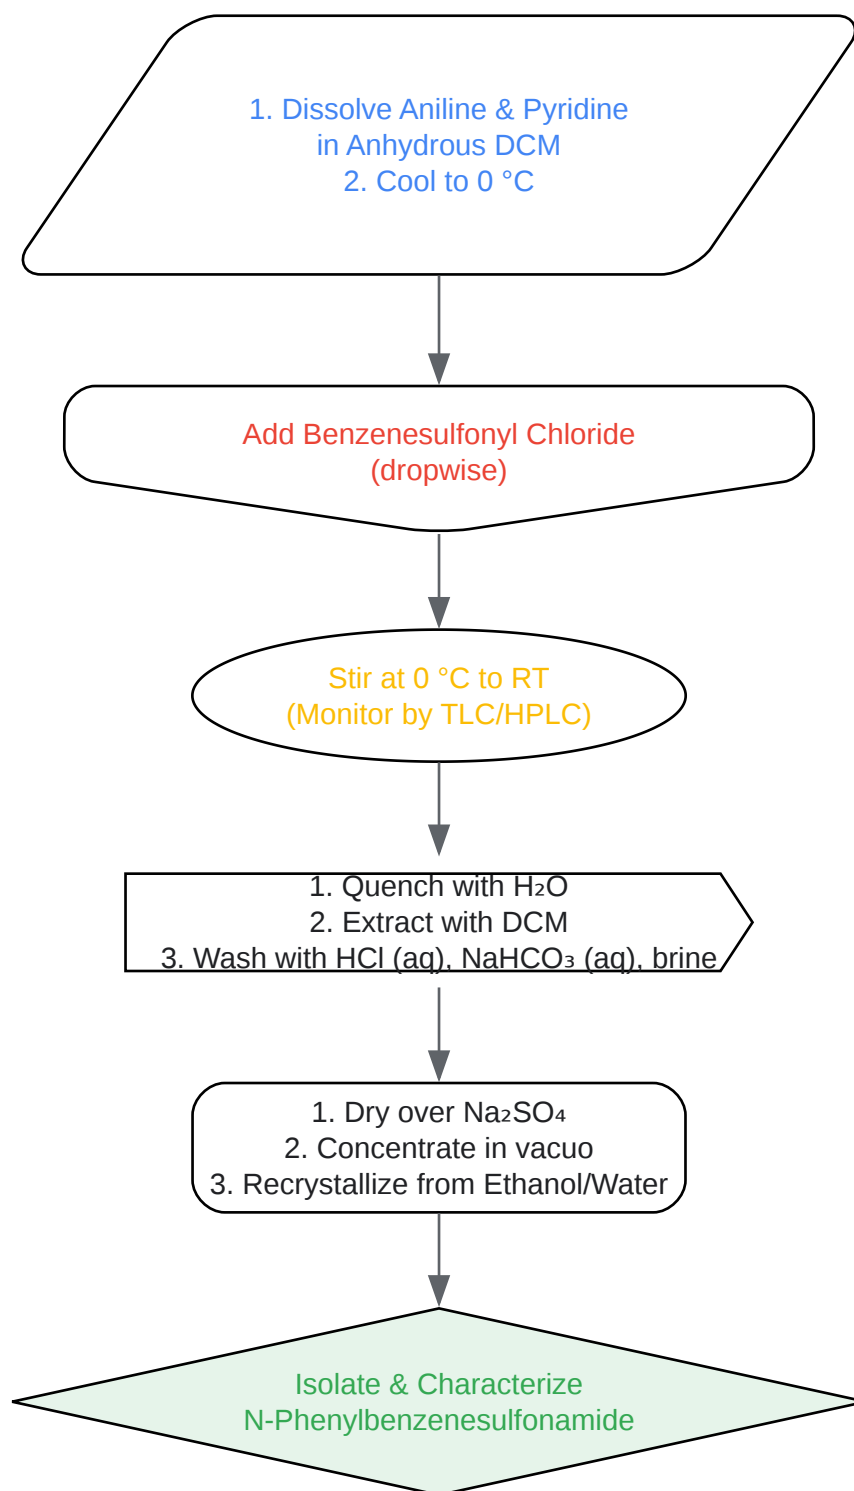 1. Dissolve Aniline & Pyridine
in Anhydrous DCM
2. Cool to 0 °C
Add Benzenesulfonyl Chloride
(dropwise)
Stir at 0 °C to RT
(Monitor by TLC/HPLC)
1. Quench with H₂O
2. Extract with DCM
3. Wash with HCl (aq), NaHCO₃ (aq), brine
1. Dry over Na₂SO₄
2. Concentrate in vacuo
3. Recrystallize from Ethanol/Water
Isolate & Characterize
N-Phenylbenzenesulfonamide